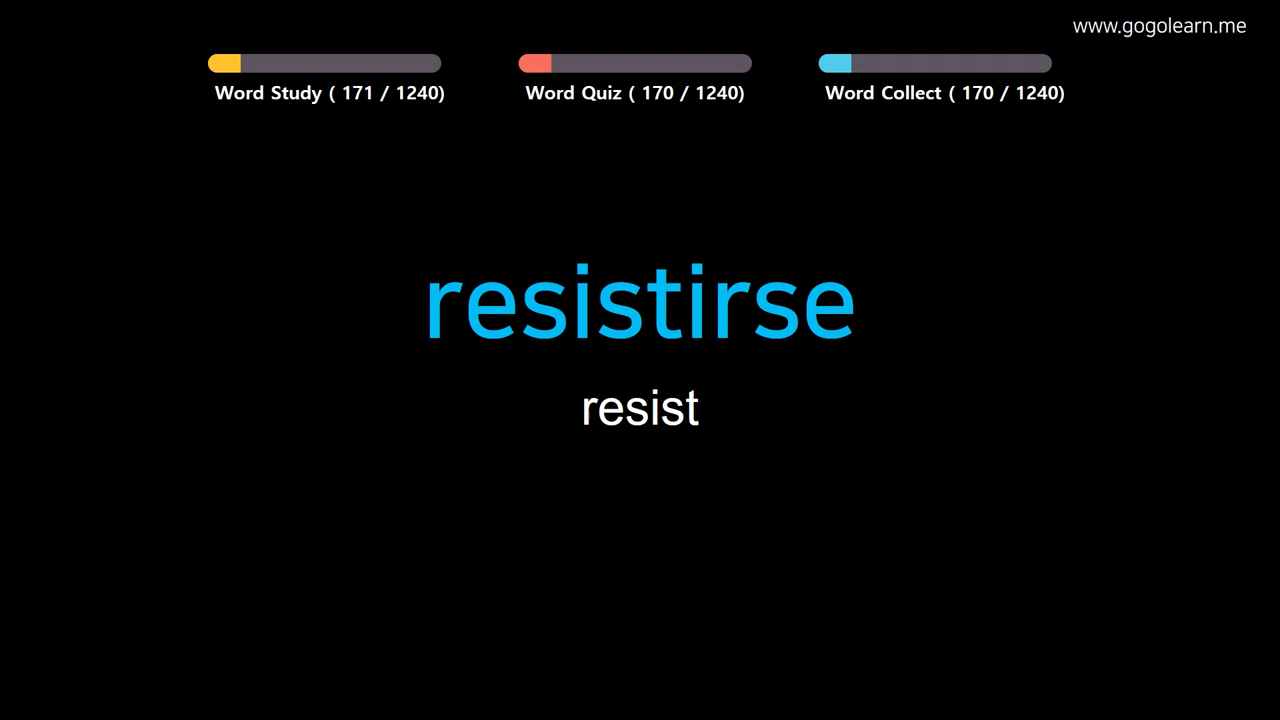 www.gogolearn.me
Word Study ( 171 / 1240)
Word Quiz ( 170 / 1240)
Word Collect ( 170 / 1240)
resistirse
resist